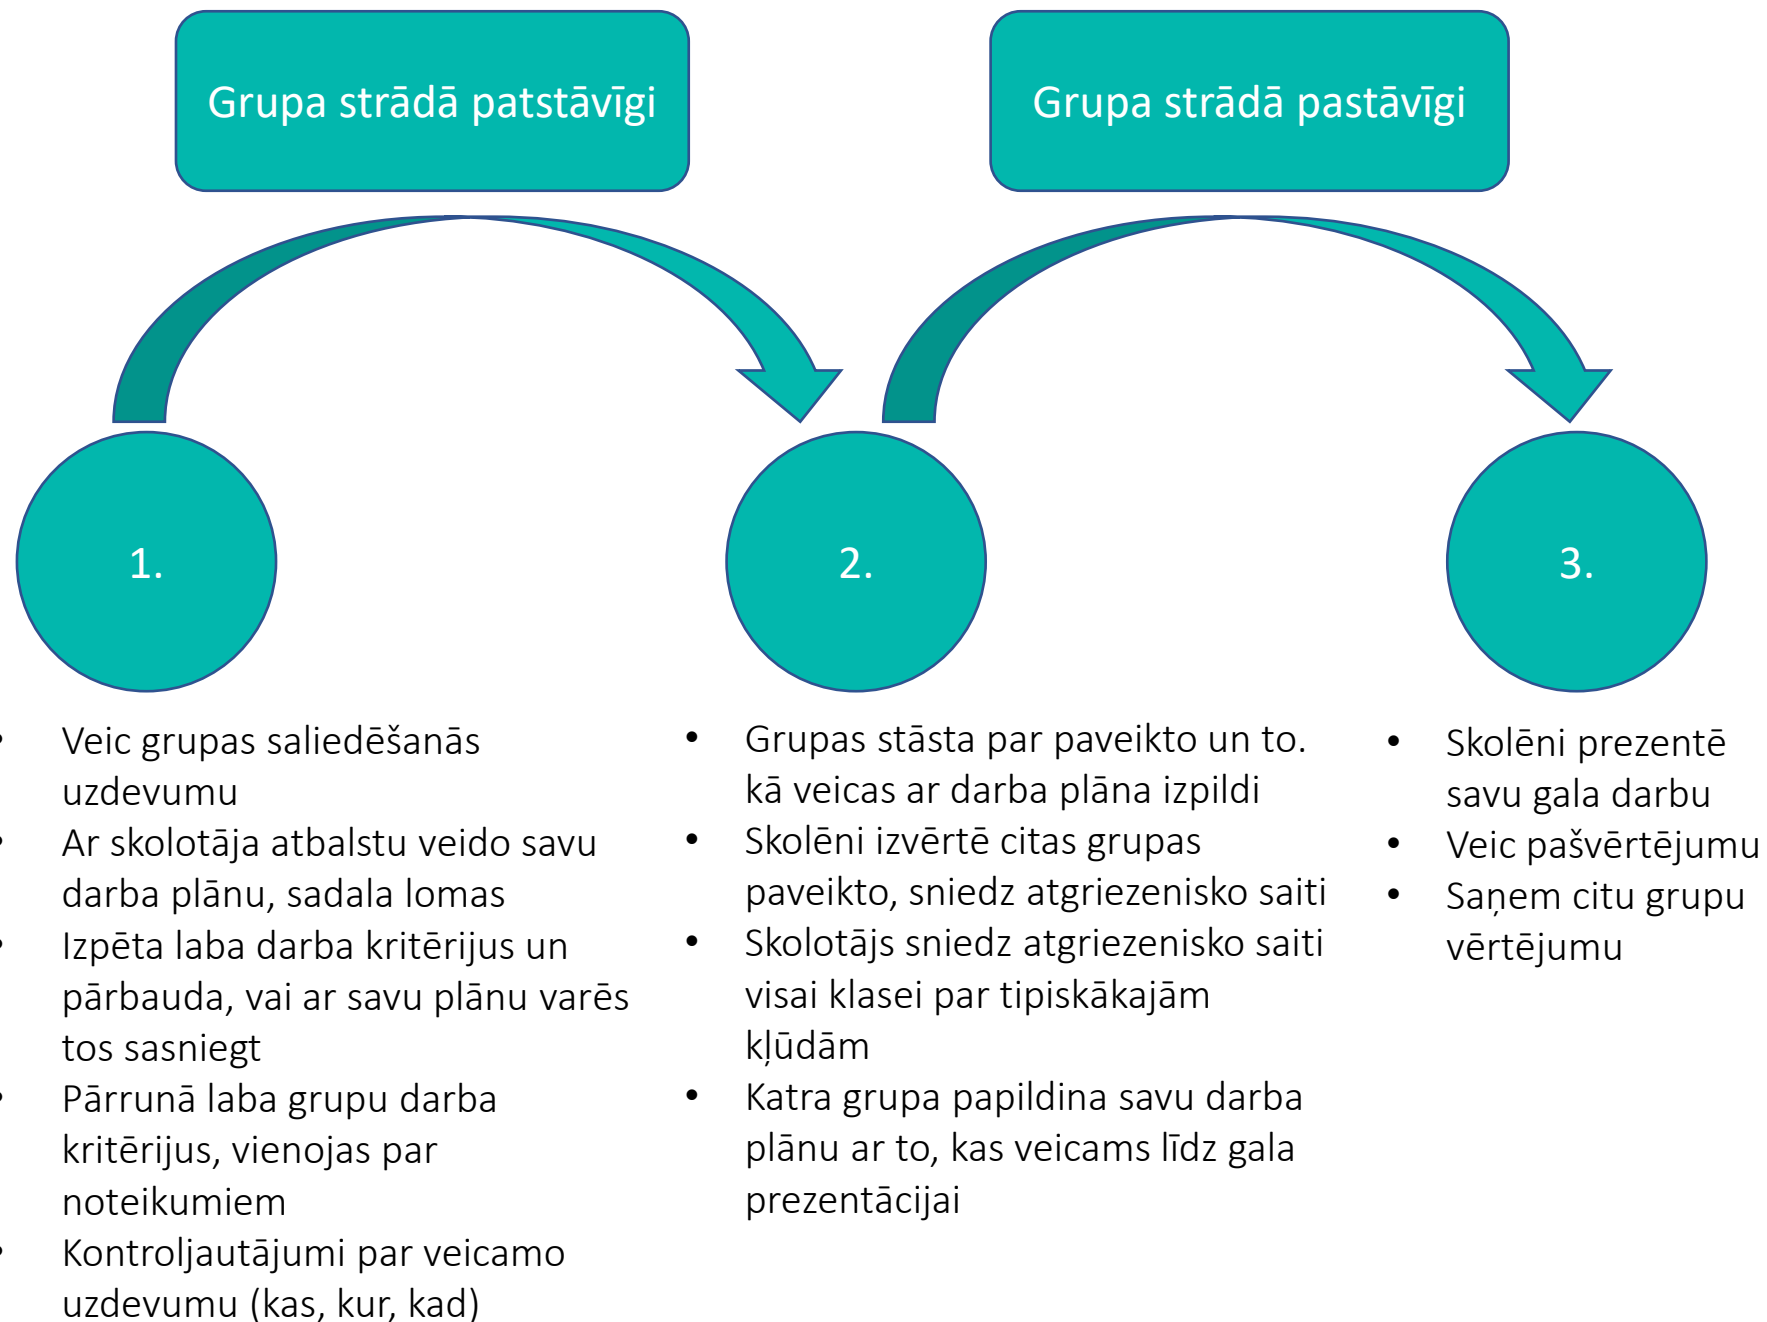 Grupa strādā patstāvīgi
Grupa strādā pastāvīgi
1.
2.
3.
• Veic grupas saliedēšanās
uzdevumu
• Ar skolotāja atbalstu veido savu
darba plānu, sadala lomas
• Izpēta laba darba kritērijus un
pārbauda, vai ar savu plānu varēs
tos sasniegt
• Pārrunā laba grupu darba
kritērijus, vienojas par
noteikumiem
• Kontroljautājumi par veicamo
uzdevumu (kas, kur, kad)
• Grupas stāsta par paveikto un to.
kā veicas ar darba plāna izpildi
• Skolēni izvērtē citas grupas
paveikto, sniedz atgriezenisko saiti
• Skolotājs sniedz atgriezenisko saiti
visai klasei par tipiskākajām
kļūdām
• Katra grupa papildina savu darba
plānu ar to, kas veicams līdz gala
prezentācijai
• Skolēni prezentē
savu gala darbu
• Veic pašvērtējumu
• Saņem citu grupu
vērtējumu